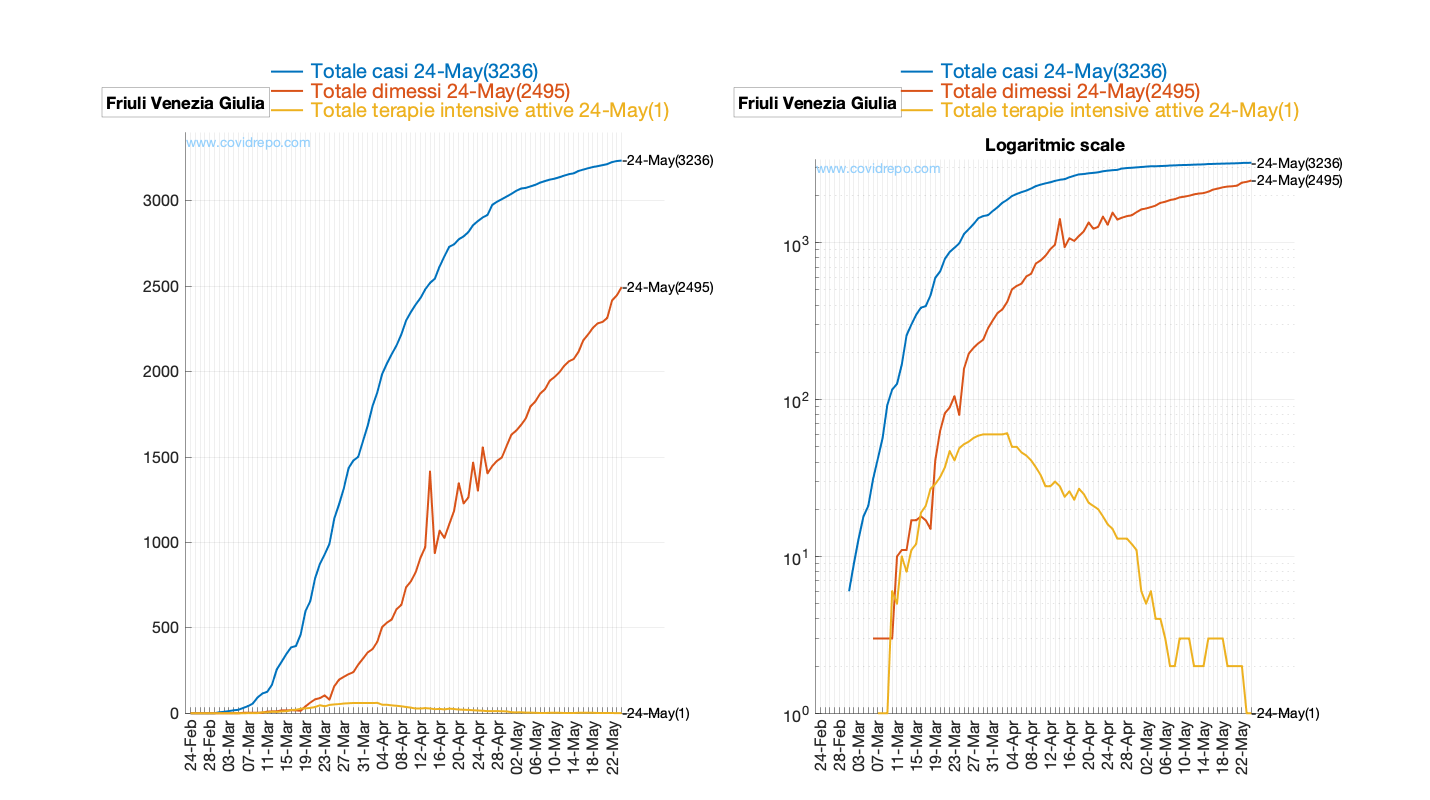 Totale casi 24-May(3236)
Totale dimessi 24-May(2495)
Totale terapie intensive attive 24-May(1)
Friuli Venezia Giulia
www.covidrepo.com
24-May(3236)
24-May(2495)
24-May(1)
3000
2500
2000
1500
1000
500
0
24-Feb
28-Feb
03-Mar
07-Mar
11-Mar
15-Mar
19-Mar
23-Mar
27-Mar
31-Mar
04-Apr
08-Apr
12-Apr
16-Apr
20-Apr
24-Apr
28-Apr
02-May
06-May
10-May
14-May
18-May
22-May
Totale casi 24-May(3236)
Totale dimessi 24-May(2495)
Totale terapie intensive attive 24-May(1)
Friuli Venezia Giulia
Logaritmic scale
www.covidrepo.com
24-May(3236)
24-May(2495)
24-May(1)
10^3
10^2
10^1
10^0
24-Feb
28-Feb
03-Mar
07-Mar
11-Mar
15-Mar
19-Mar
23-Mar
27-Mar
31-Mar
04-Apr
08-Apr
12-Apr
16-Apr
20-Apr
24-Apr
28-Apr
02-May
06-May
10-May
14-May
18-May
22-May